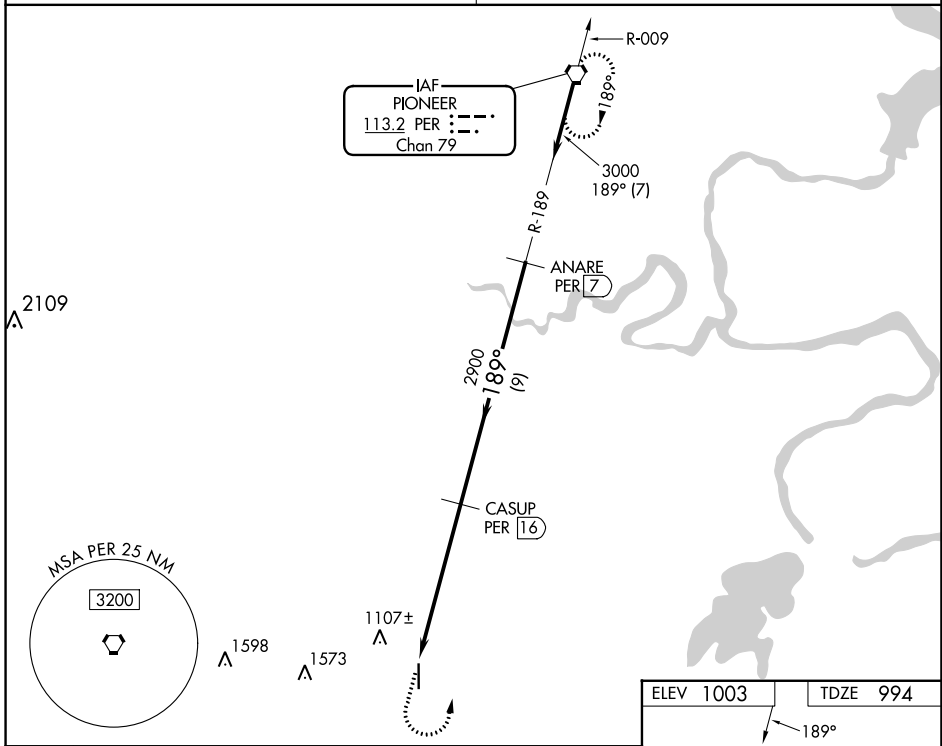 R-009
IAF
PIONEER
113.2 PER
Chan 79
189°
3000
189° (7)
R-189
ANARE
PER 7
2109
2900
189°
(9)
CASUP
PER 16
MSA PER 25 NM
3200
1107±
1598
1573
ELEV 1003
TDZE 994
189°